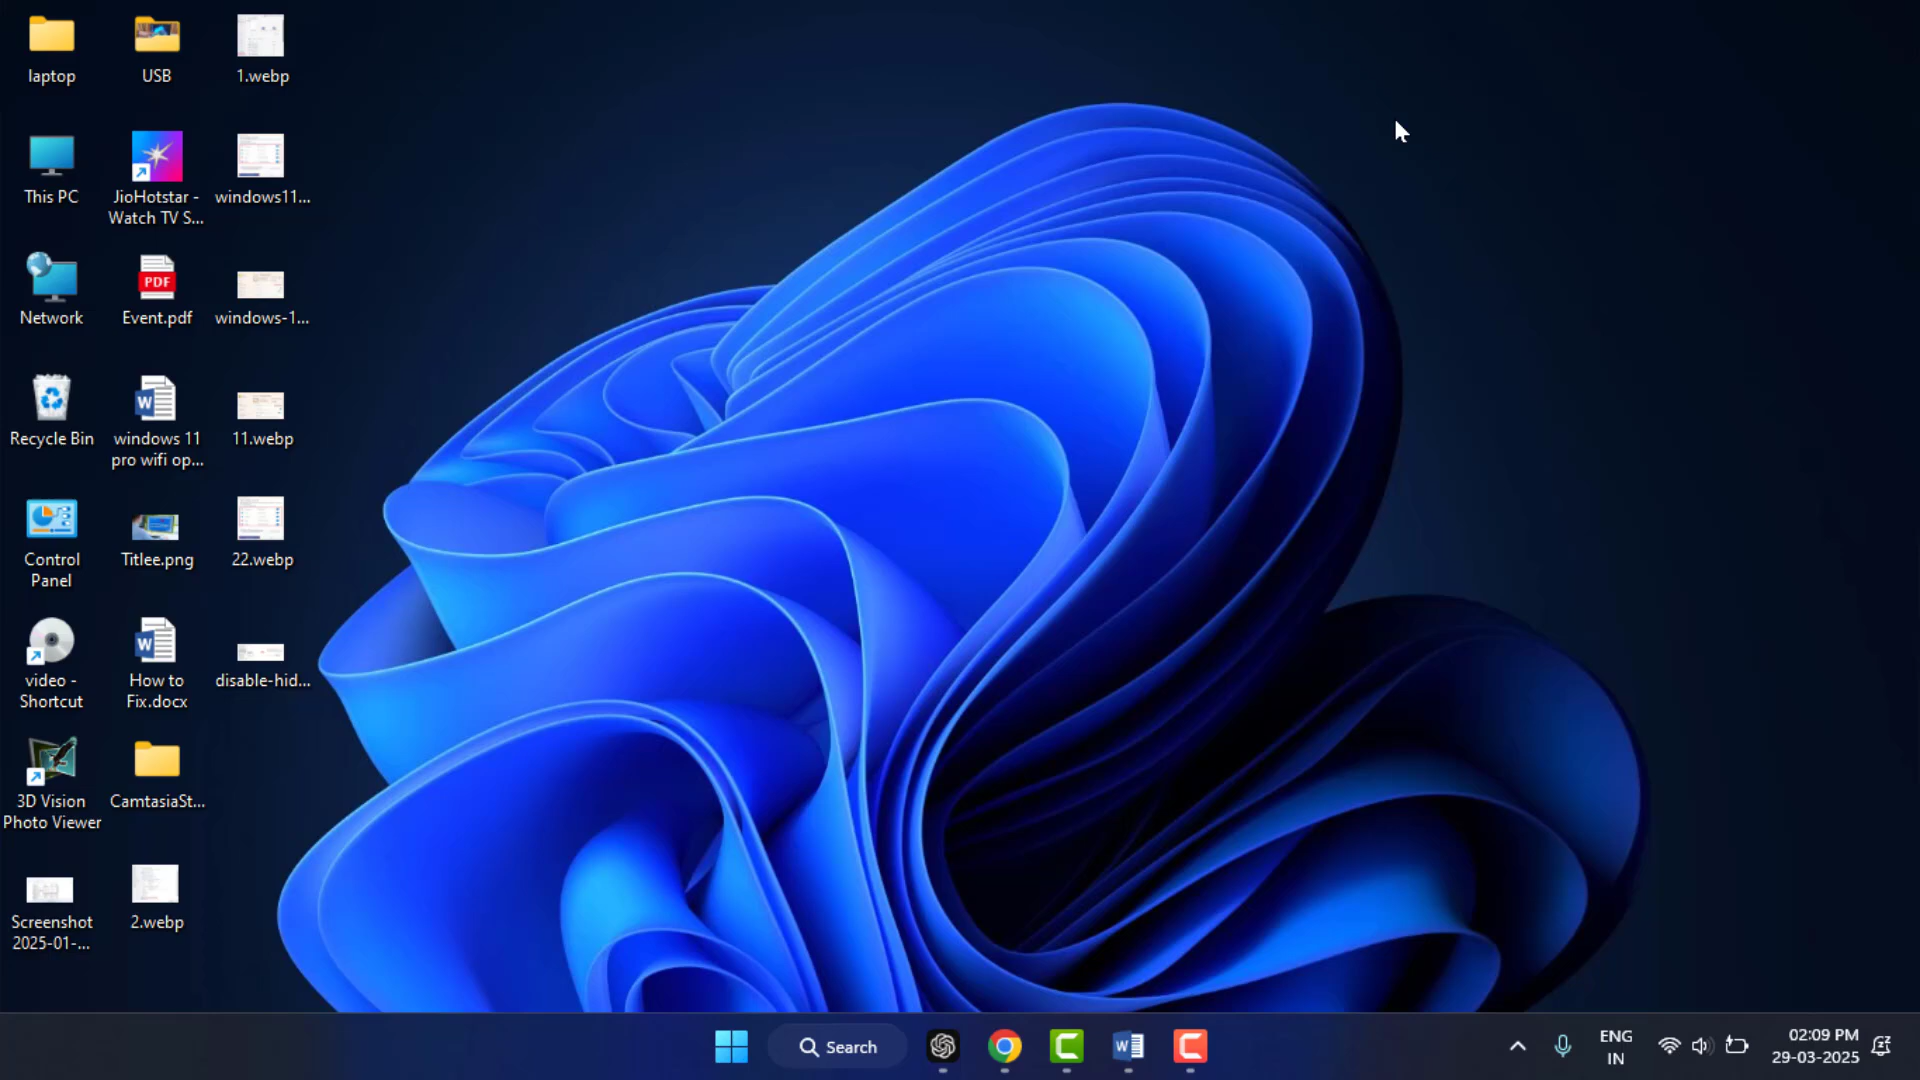 laptop
USB
1.webp
This PC
JioHotstar -
Watch TV S...
windows11...
Network
PDF
Event.pdf
windows-1...
Recycle Bin
W
windows 11
pro wifi op...
11.webp
Control
Panel
Titlee.png
22.webp
video -
Shortcut
W
How to
Fix.docx
disable-hid...
3D Vision
Photo Viewer
CamtasiaSt...
Screenshot
2025-01-...
2.webp
Search
W
ENG
IN
02:09 PM
29-03-2025